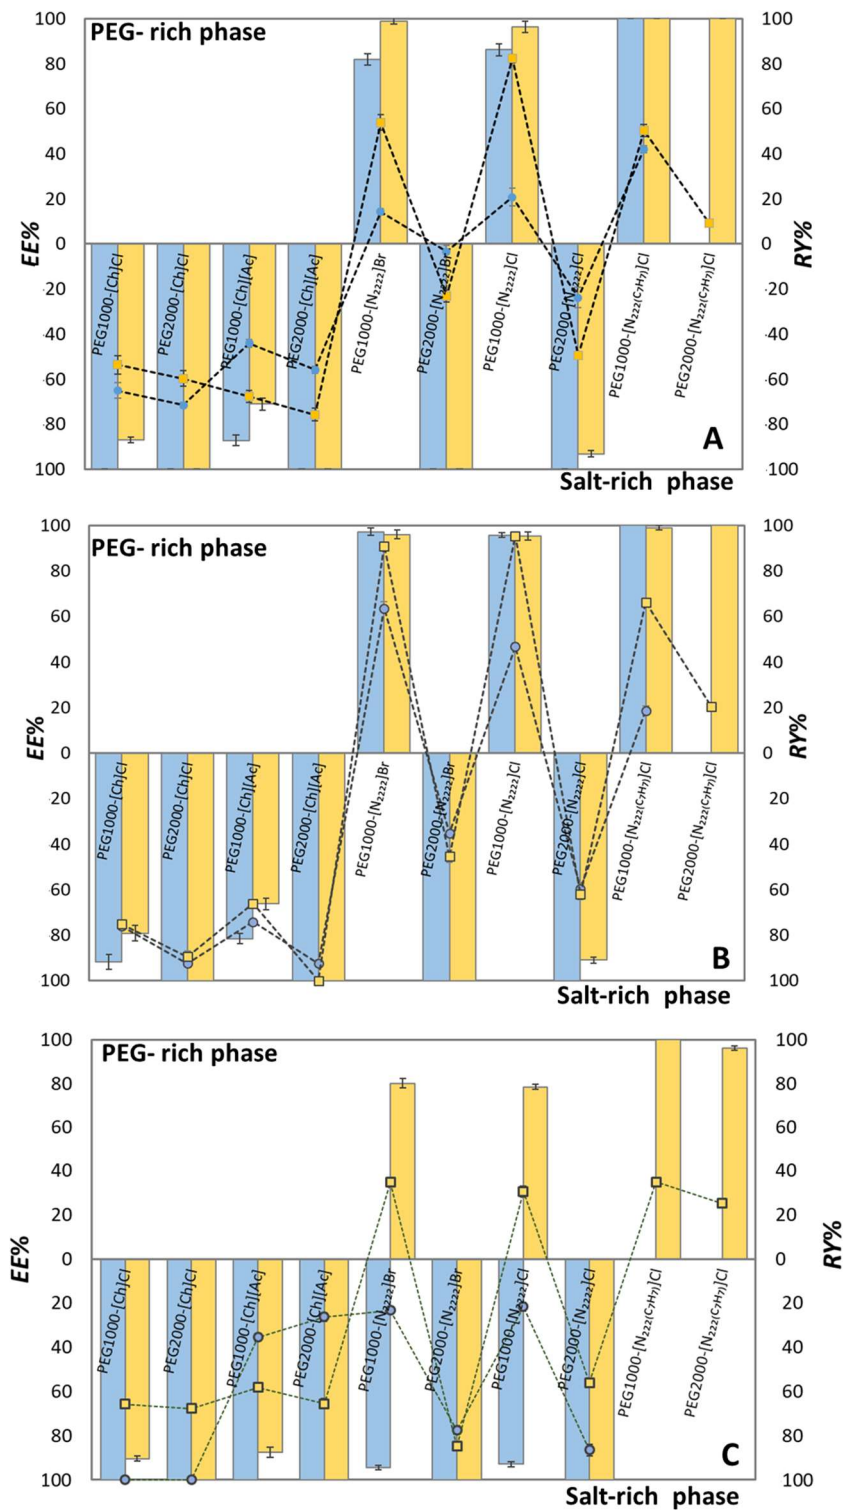 PEG- rich phase
100
80
60
40
20
0
20
40
60
80
100
EE%
100
80
60
40
20
0
20
40
60
80
100
RY%
PEG1000-[Ch]Cl
PEG2000-[Ch]Cl
PEG1000-[Ch][Ac]
PEG2000-[Ch][Ac]
PEG1000-[N₂₂₂₂]Br
PEG2000-[N₂₂₂₂]Br
PEG1000-[N₂₂₂₂]Cl
PEG2000-[N₂₂₂₂]Cl
PEG1000-[N₂₂₂(C₇H₇)]Cl
PEG2000-[N₂₂₂(C₇H₇)]Cl
A
Salt-rich phase
PEG- rich phase
100
80
60
40
20
0
20
40
60
80
100
EE%
100
80
60
40
20
0
20
40
60
80
100
RY%
PEG1000-[Ch]Cl
PEG2000-[Ch]Cl
PEG1000-[Ch][Ac]
PEG2000-[Ch][Ac]
PEG1000-[N₂₂₂₂]Br
PEG2000-[N₂₂₂₂]Br
PEG1000-[N₂₂₂₂]Cl
PEG2000-[N₂₂₂₂]Cl
PEG1000-[N₂₂₂(C₇H₇)]Cl
PEG2000-[N₂₂₂(C₇H₇)]Cl
B
Salt-rich phase
PEG- rich phase
100
80
60
40
20
0
20
40
60
80
100
EE%
100
80
60
40
20
0
20
40
60
80
100
RY%
PEG1000-[Ch]Cl
PEG2000-[Ch]Cl
PEG1000-[Ch][Ac]
PEG2000-[Ch][Ac]
PEG1000-[N₂₂₂₂]Br
PEG2000-[N₂₂₂₂]Br
PEG1000-[N₂₂₂₂]Cl
PEG2000-[N₂₂₂₂]Cl
PEG1000-[N₂₂₂(C₇H₇)]Cl
PEG2000-[N₂₂₂(C₇H₇)]Cl
C
Salt-rich phase